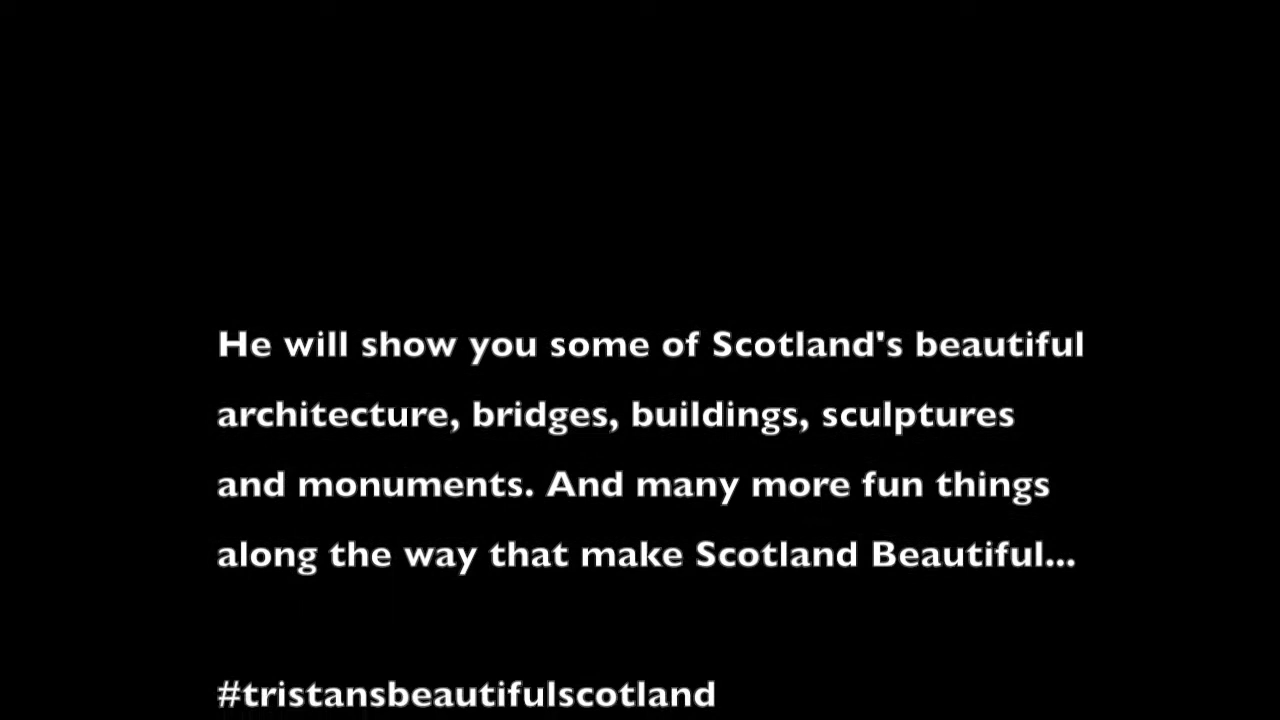 He will show you some of Scotland's beautiful
architecture, bridges, buildings, sculptures
and monuments. And many more fun things
along the way that make Scotland Beautiful...
#tristansbeautifulscotland